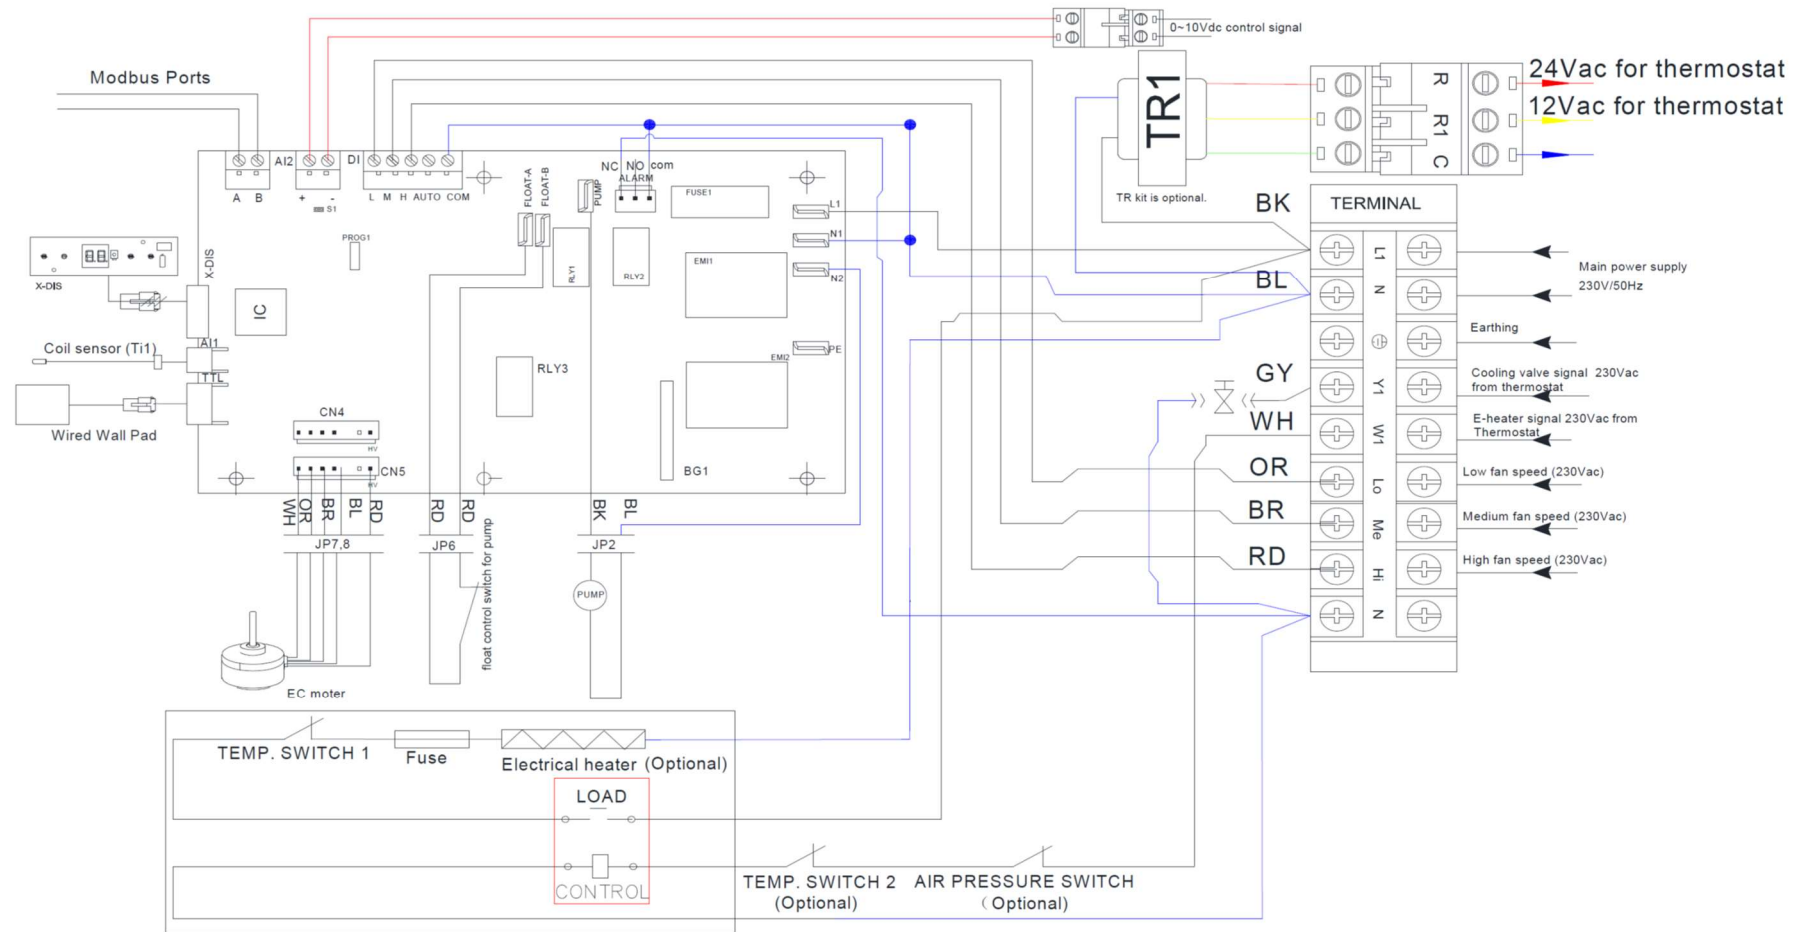 0~10Vdc control signal
Modbus Ports
TR1
TR kit is optional.
R
R1
C
24Vac for thermostat
12Vac for thermostat
AI2
DI
A B
+ -
S1
L M H AUTO COM
FLOAT-A
FLOAT-B
PUMP
NC NO com
ALARM
FUSE1
L1
N1
N2
PE
PROG1
RLY1
RLY2
EMI1
EMI2
IC
RLY3
BG1
X-DIS
X-DIS
AI1
TTL
Coil sensor (Ti1)
Wired Wall Pad
CN4
HV
CN5
HV
WH
OR
BR
BL
RD
RD
RD
BK
BL
JP7,8
JP6
JP2
float control switch for pump
PUMP
EC moter
BK
BL
GY
WH
OR
BR
RD
TERMINAL
L1
N
Y1
W1
Lo
Me
Hi
N
Main power supply
230V/50Hz
Earthing
Cooling valve signal 230Vac
from thermostat
E-heater signal 230Vac from
Thermostat
Low fan speed (230Vac)
Medium fan speed (230Vac)
High fan speed (230Vac)
TEMP. SWITCH 1
Fuse
Electrical heater (Optional)
LOAD
CONTROL
TEMP. SWITCH 2
(Optional)
AIR PRESSURE SWITCH
(Optional)